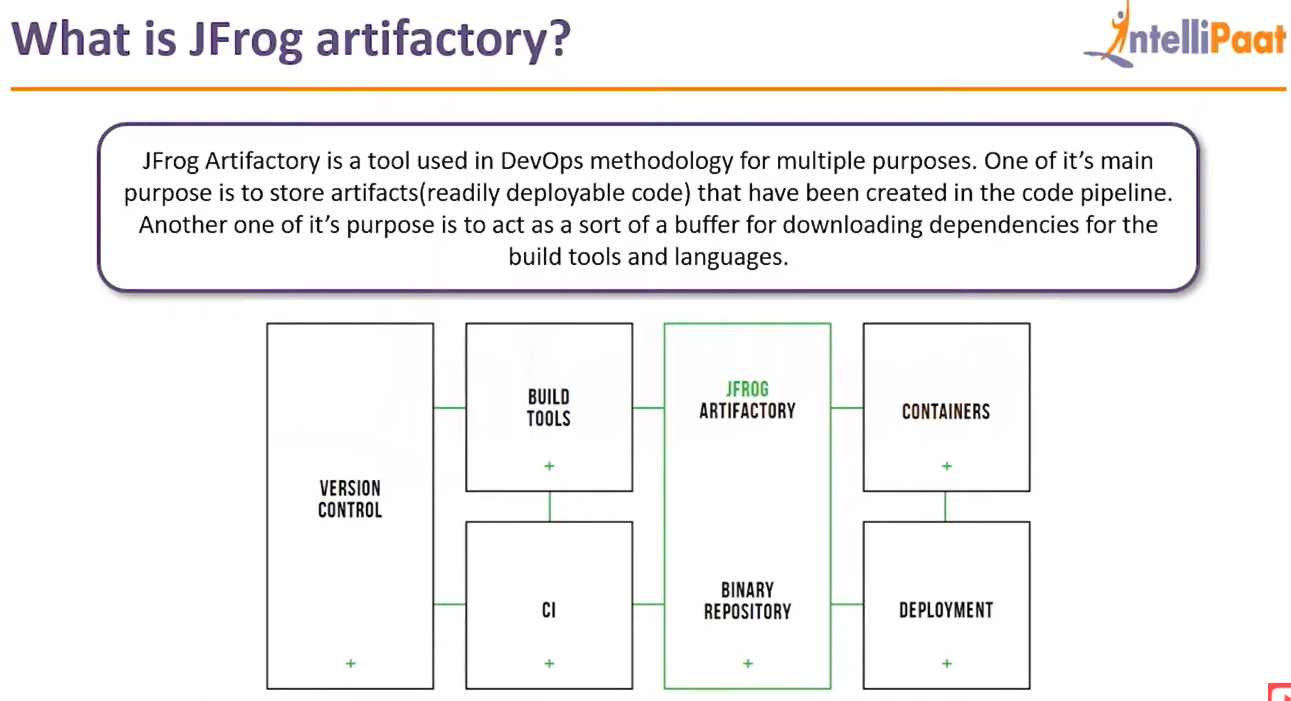 What is JFrog artifactory?
IntelliPaat
JFrog Artifactory is a tool used in DevOps methodology for multiple purposes. One of it’s main
purpose is to store artifacts(readily deployable code) that have been created in the code pipeline.
Another one of it’s purpose is to act as a sort of a buffer for downloading dependencies for the
build tools and languages.
VERSION
CONTROL
+
BUILD
TOOLS
+
CI
+
JFROG
ARTIFACTORY
BINARY
REPOSITORY
+
CONTAINERS
+
DEPLOYMENT
+